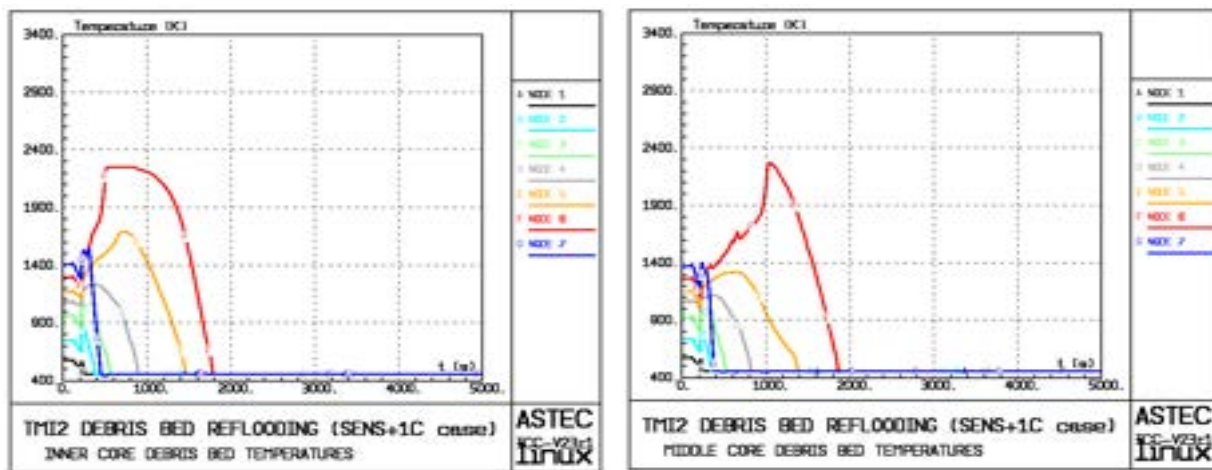 Temperature (K)
3400.
2900.
2400.
1900.
1400.
900.
400.
0.
1000.
2000.
3000.
4000.
5000.
t (s)
A NODE 1
NODE 2
NODE 3
NODE 4
NODE 5
F NODE 6
G NODE 7
TMI2 DEBRIS BED REFLOODING (SENS+1C case)
INNER CORE DEBRIS BED TEMPERATURES
ASTEC
linux
Temperature (K)
3400.
2900.
2400.
1900.
1400.
900.
400.
0.
1000.
2000.
3000.
4000.
5000.
t (s)
A NODE 1
NODE 2
NODE 3
NODE 4
NODE 5
F NODE 6
G NODE 7
TMI2 DEBRIS BED REFLOODING (SENS+1C case)
MIDDLE CORE DEBRIS BED TEMPERATURES
ASTEC
linux